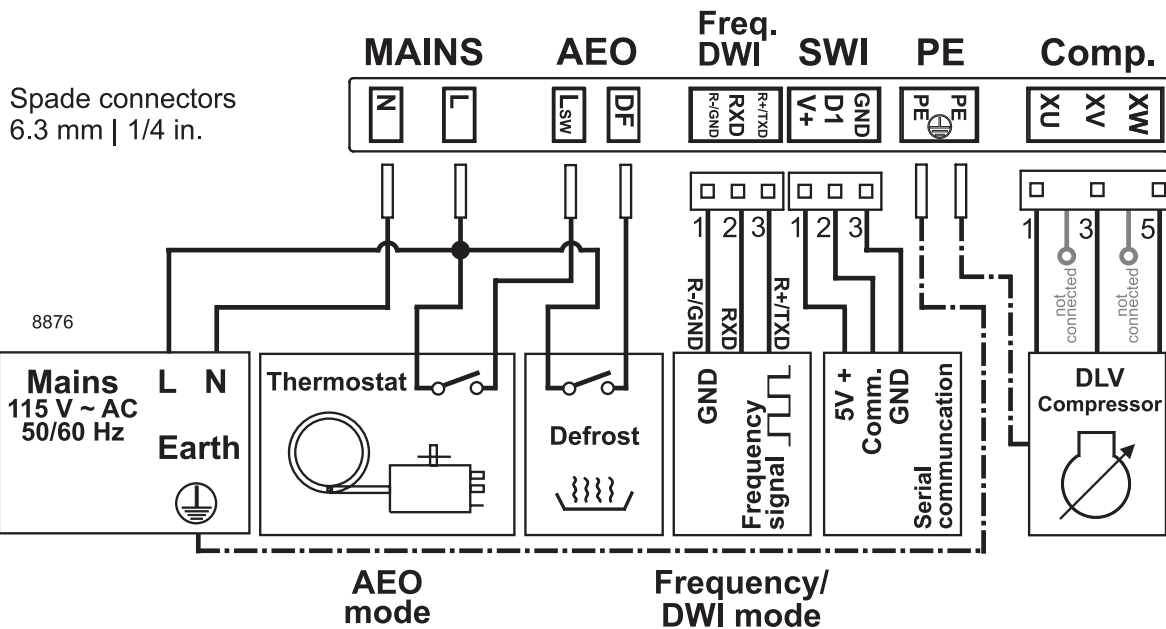 MAINS AEO Freq. DWI SWI PE Comp.
Spade connectors
6.3 mm | 1/4 in.
N L Lsw DF R-/GND RXD R+/TXD V+ D1 GND PE PE XU XV XW
1 2 3 1 2 3 1 3 5
not connected
not connected
R-/GND RXD R+/TXD
8876
Mains
115 V ~ AC
50/60 Hz
L N
Earth
Thermostat
Defrost
GND
Frequency
signal
5V +
Comm.
GND
Serial
communcation
DLV
Compressor
AEO
mode
Frequency/
DWI mode